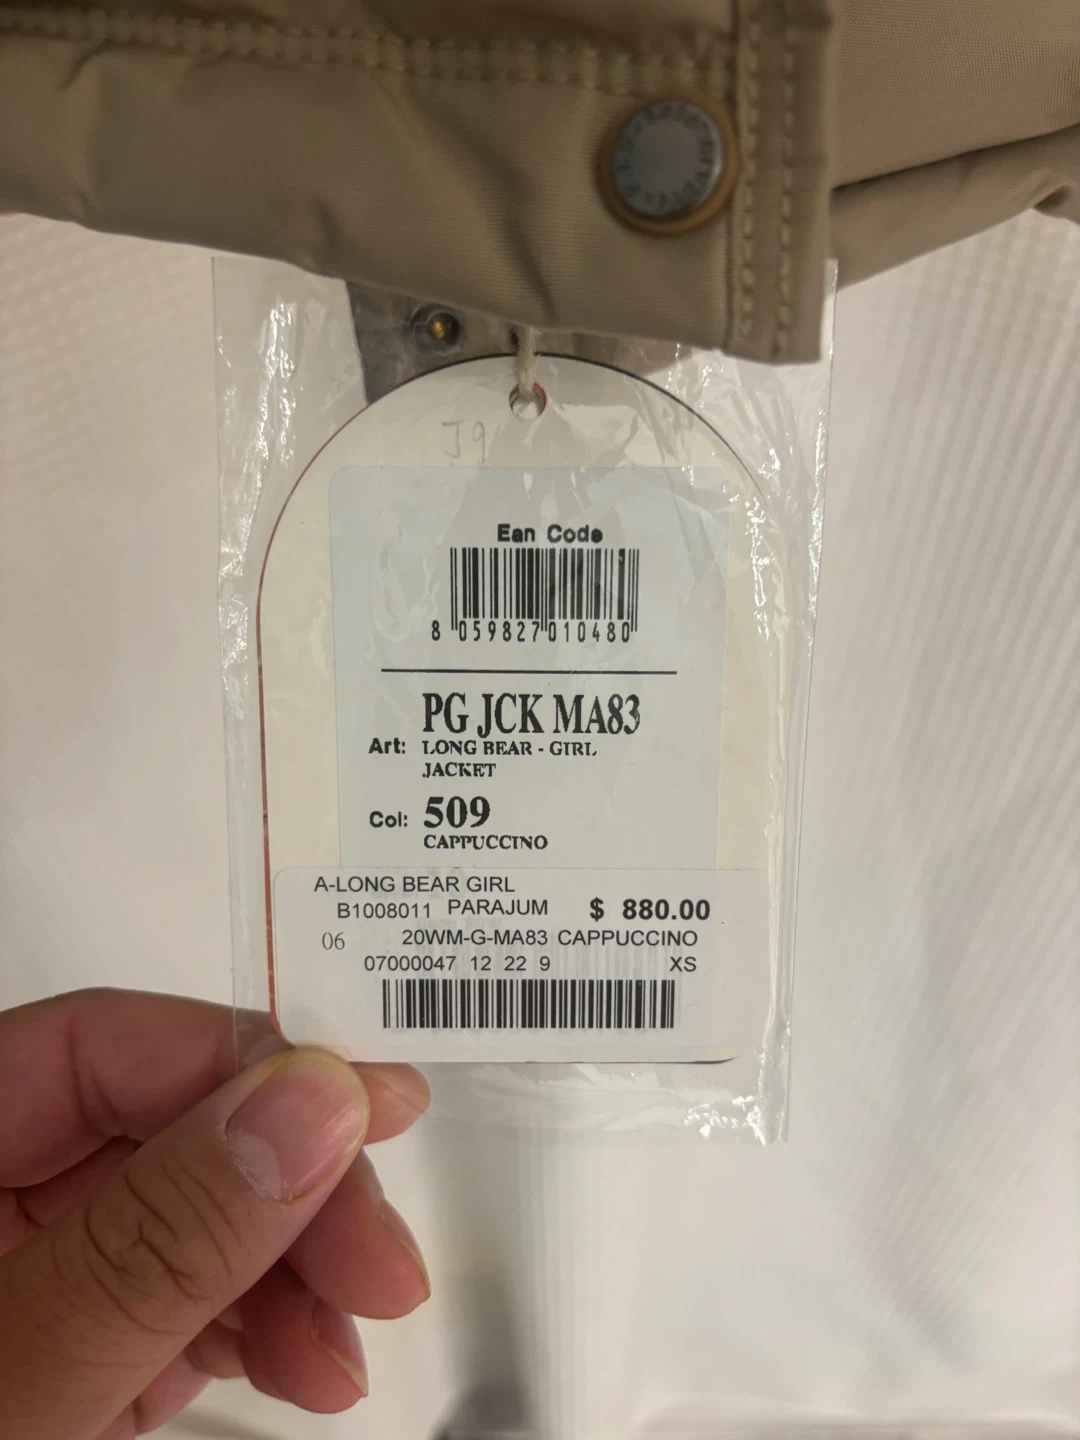 J9
Ean Code
8 059827 010480
PG JCK MA83
Art: LONG BEAR - GIRL
JACKET
Col: 509
CAPPUCCINO
A-LONG BEAR GIRL
B1008011 PARAJUM $ 880.00
06 20WM-G-MA83 CAPPUCCINO
07000047 12 22 9 XS